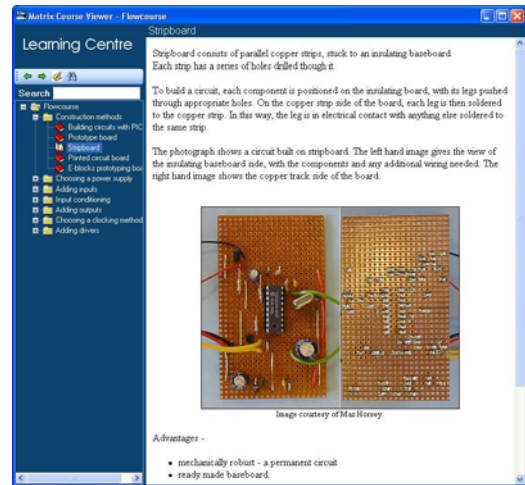 Matrix Course Viewer - Flowcourse
Stripboard
Learning Centre
Search
Flowcourse
Construction methods
Building circuits with PIC
Prototype board
Stripboard
Printed circuit board
E-blocks prototyping boa
Choosing a power supply
Adding inputs
Input conditioning
Adding outputs
Choosing a clocking method
Adding drivers
Stripboard consists of parallel copper strips, stuck to an insulating baseboard.
Each strip has a series of holes drilled though it.
To build a circuit, each component is positioned on the insulating board, with its legs pushed
through appropriate holes. On the copper strip side of the board, each leg is then soldered
to the copper strip. In this way, the leg is in electrical contact with anything else soldered to
the same strip.
The photograph shows a circuit built on stripboard. The left hand image gives the view of
the insulating baseboard side, with the components and any additional wiring needed. The
right hand image shows the copper track side of the board.
Image courtesy of Max Horsey.
Advantages -
• mechanically robust - a permanent circuit
• ready made baseboard.